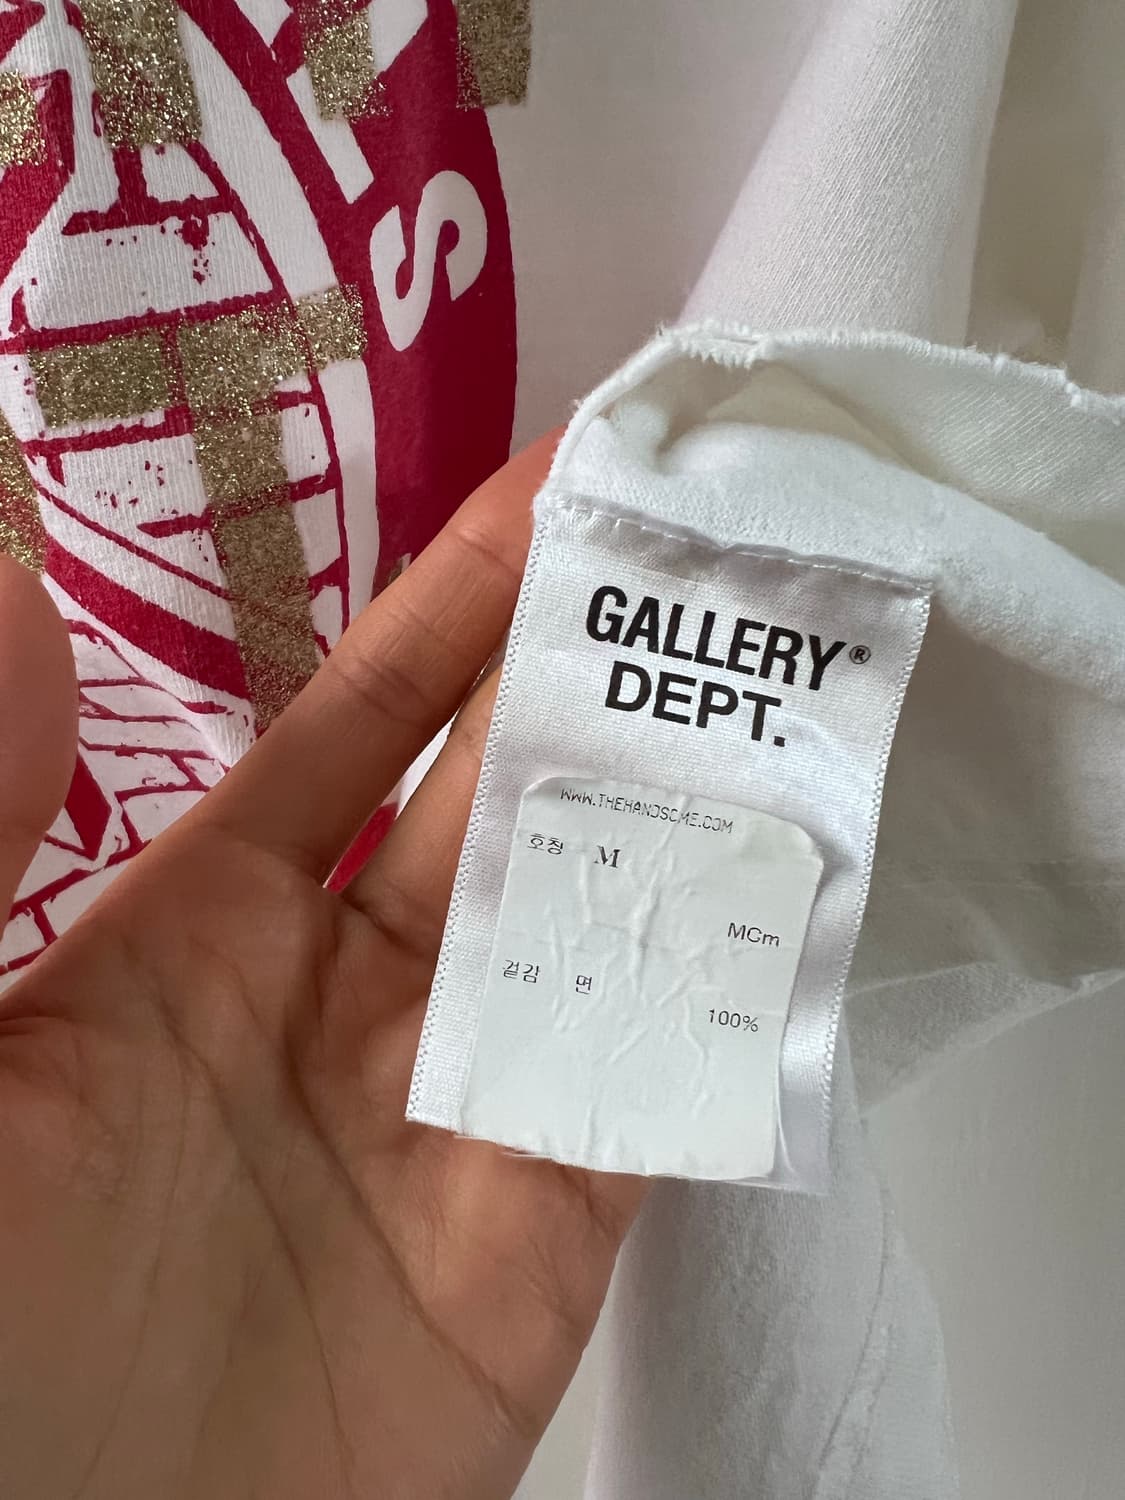 S
GALLERY®
DEPT.
WWW.THEHANDSOME.COM
호칭 M
MCm
겉감 면
100%